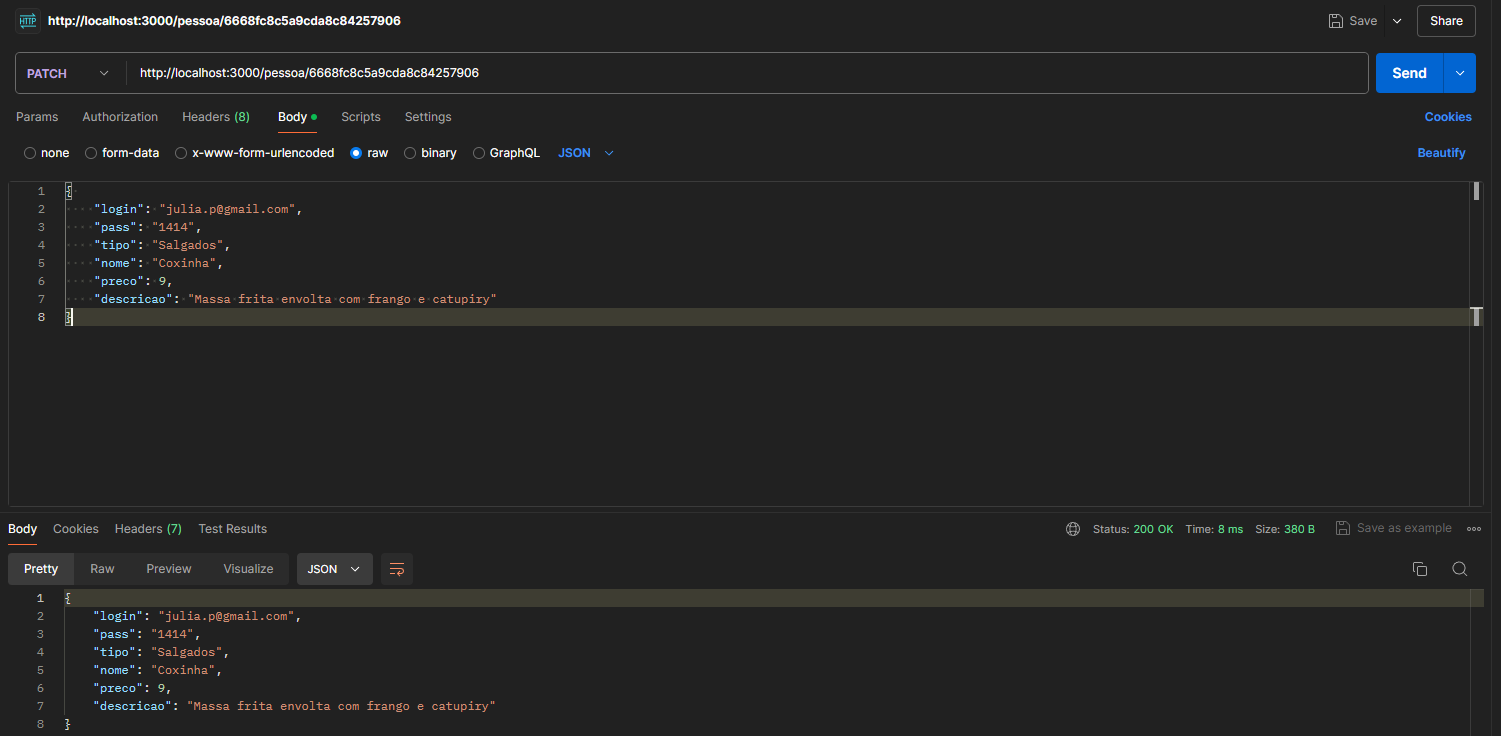 HTTP http://localhost:3000/pessoa/6668fc8c5a9cda8c84257906 Save Share
PATCH http://localhost:3000/pessoa/6668fc8c5a9cda8c84257906 Send
Params Authorization Headers (8) Body Scripts Settings Cookies
none form-data x-www-form-urlencoded raw binary GraphQL JSON Beautify
1 {
2 "login": "julia.p@gmail.com",
3 "pass": "1414",
4 "tipo": "Salgados",
5 "nome": "Coxinha",
6 "preco": 9,
7 "descricao": "Massa frita envolta com frango e catupiry"
8 }
Body Cookies Headers (7) Test Results Status: 200 OK Time: 8 ms Size: 380 B Save as example
Pretty Raw Preview Visualize JSON
1 {
2 "login": "julia.p@gmail.com",
3 "pass": "1414",
4 "tipo": "Salgados",
5 "nome": "Coxinha",
6 "preco": 9,
7 "descricao": "Massa frita envolta com frango e catupiry"
8 }